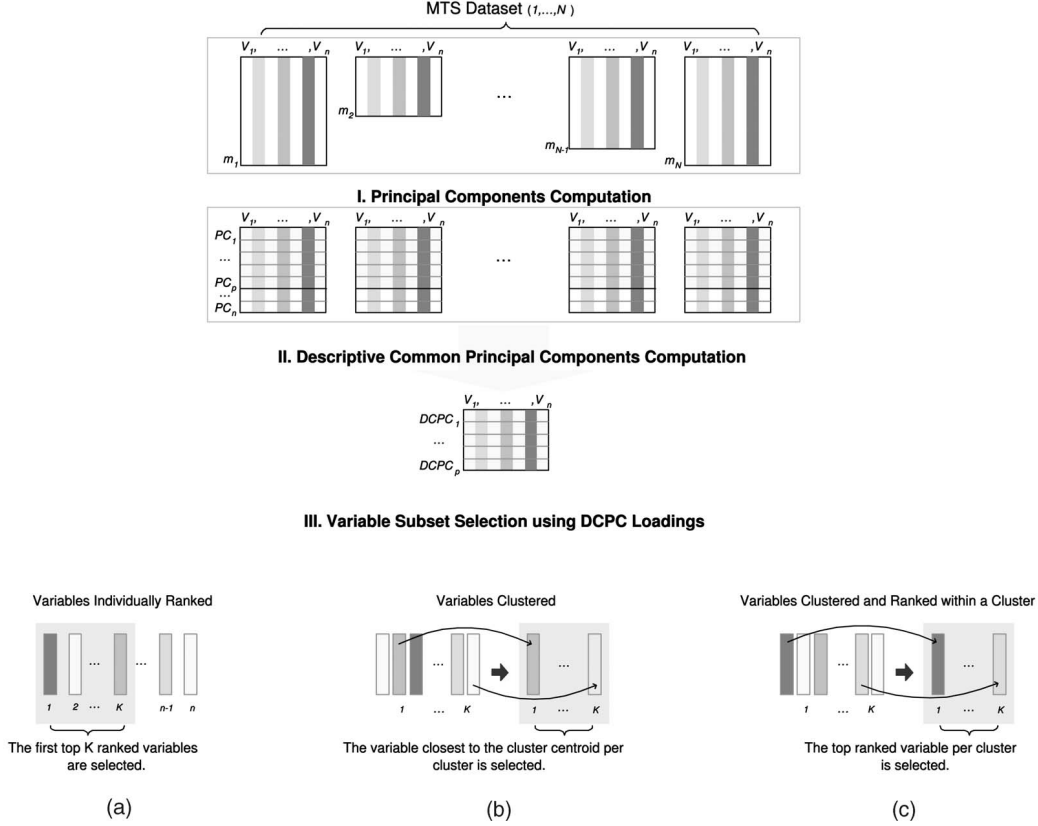 MTS Dataset (1,...,N)
V1, ... ,Vn V1, ... ,Vn V1, ... ,Vn V1, ... ,Vn
m1 m2 ... mN-1 mN
I. Principal Components Computation
V1, ... ,Vn V1, ... ,Vn V1, ... ,Vn V1, ... ,Vn
PC1
...
...
PCp
...
PCn
II. Descriptive Common Principal Components Computation
V1, ... ,Vn
DCPC1
...
DCPCp
III. Variable Subset Selection using DCPC Loadings
Variables Individually Ranked
... ...
1 2 ... K n-1 n
The first top K ranked variables
are selected.
(a)
Variables Clustered
... ...
1 ... K 1 ... K
The variable closest to the cluster centroid per
cluster is selected.
(b)
Variables Clustered and Ranked within a Cluster
... ...
1 ... K 1 ... K
The top ranked variable per cluster
is selected.
(c)